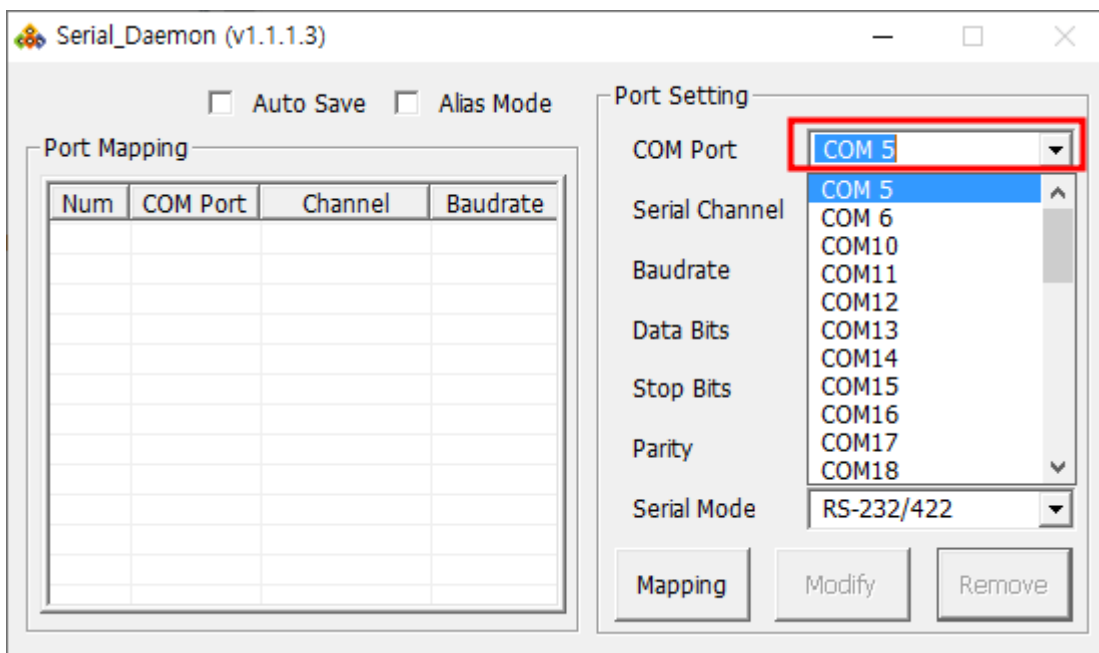 Serial_Daemon (v1.1.1.3)
Auto Save Alias Mode
Port Mapping
Num COM Port Channel Baudrate
Port Setting
COM Port COM 5
COM 5
COM 6
COM10
COM11
COM12
COM13
COM14
COM15
COM16
COM17
COM18
Serial Channel
Baudrate
Data Bits
Stop Bits
Parity
Serial Mode RS-232/422
Mapping Modify Remove